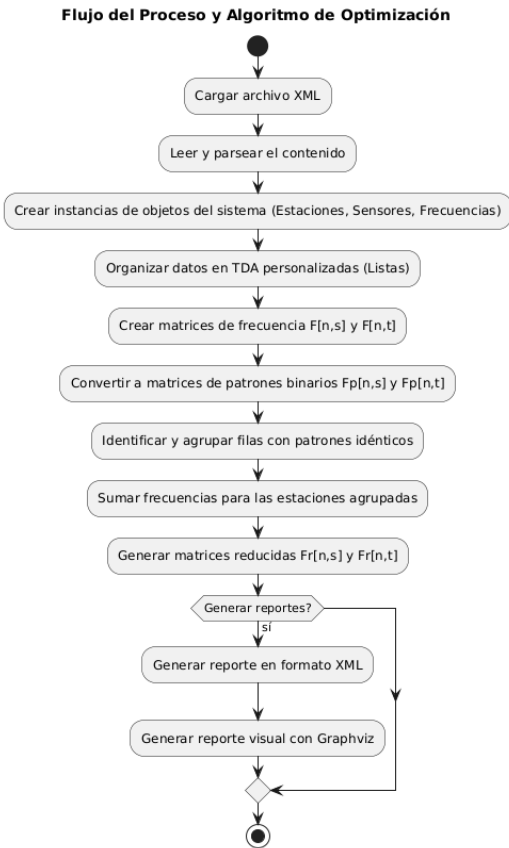 Flujo del Proceso y Algoritmo de Optimización
Cargar archivo XML
Leer y parsear el contenido
Crear instancias de objetos del sistema (Estaciones, Sensores, Frecuencias)
Organizar datos en TDA personalizadas (Listas)
Crear matrices de frecuencia F[n,s] y F[n,t]
Convertir a matrices de patrones binarios Fp[n,s] y Fp[n,t]
Identificar y agrupar filas con patrones idénticos
Sumar frecuencias para las estaciones agrupadas
Generar matrices reducidas Fr[n,s] y Fr[n,t]
Generar reportes?
sí
Generar reporte en formato XML
Generar reporte visual con Graphviz